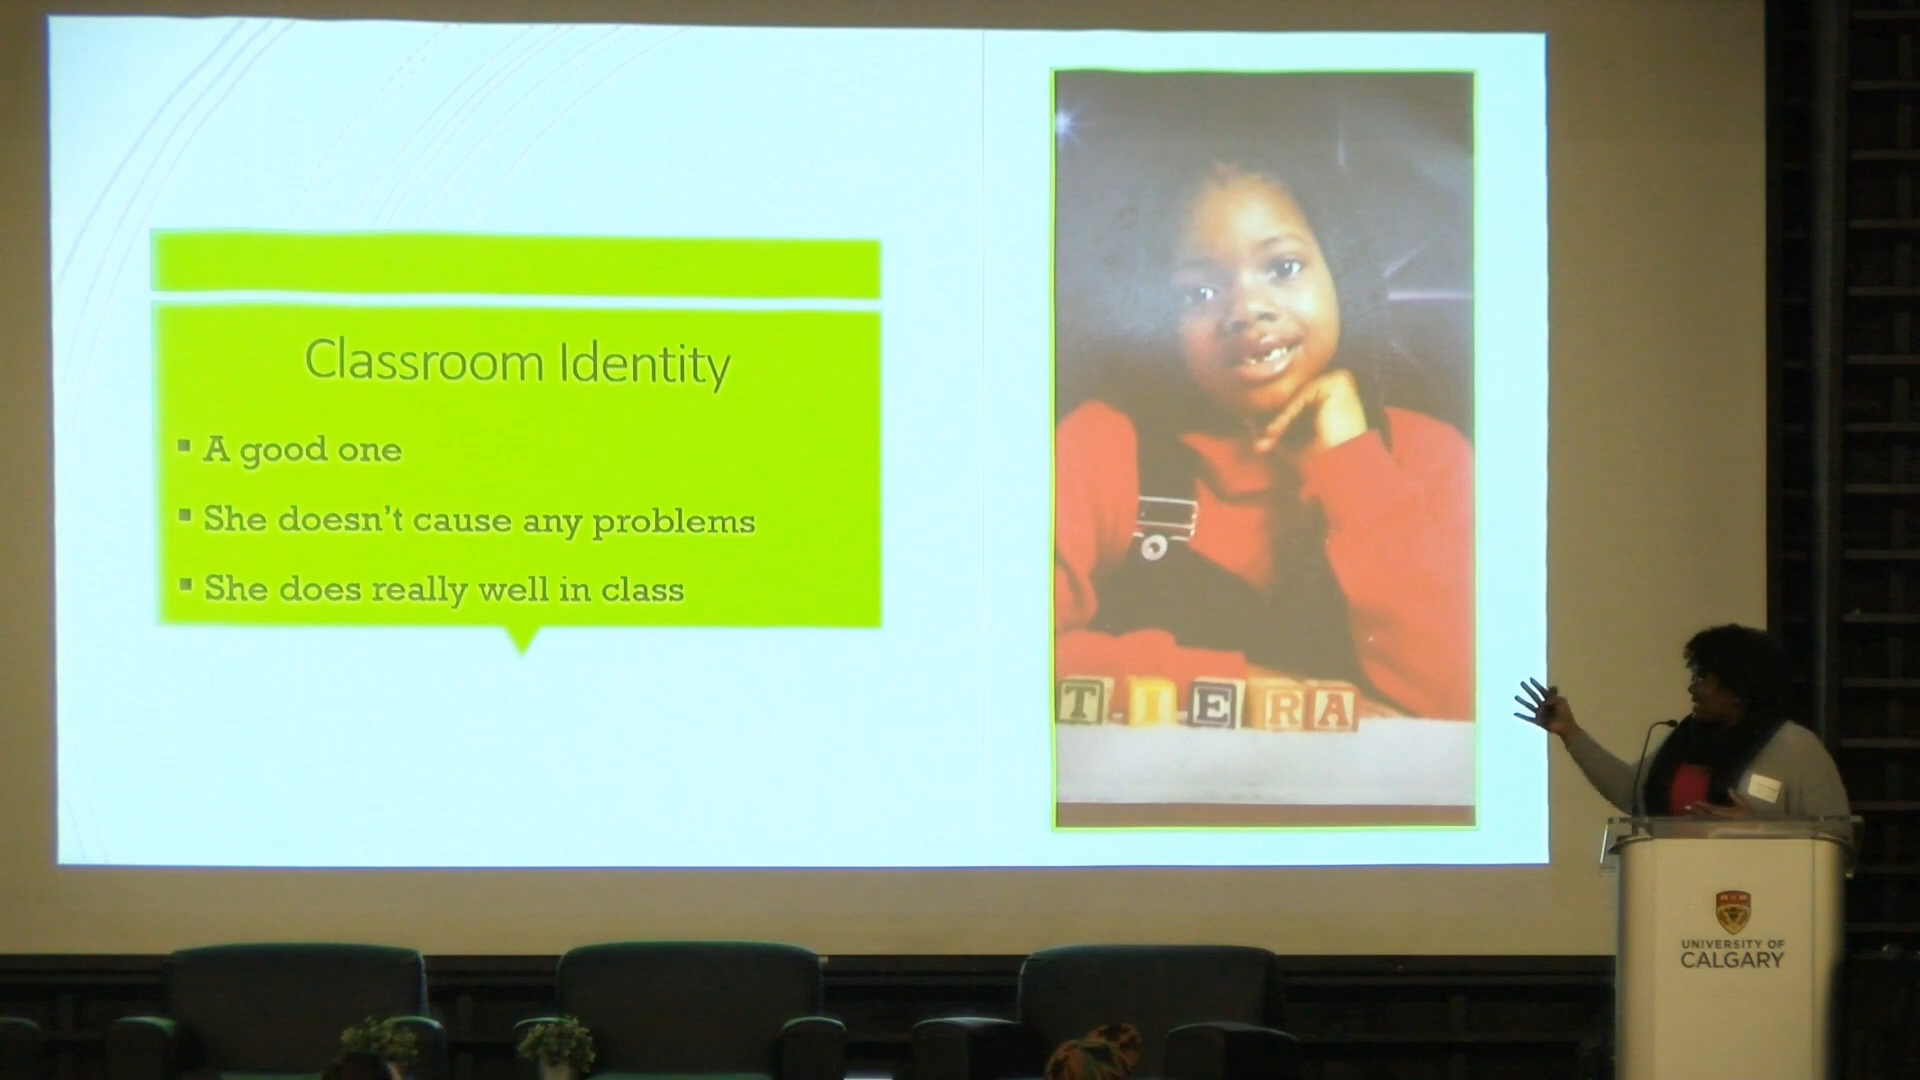 Classroom Identity
▪ A good one
▪ She doesn't cause any problems
▪ She does really well in class
TIERA
UNIVERSITY OF
CALGARY